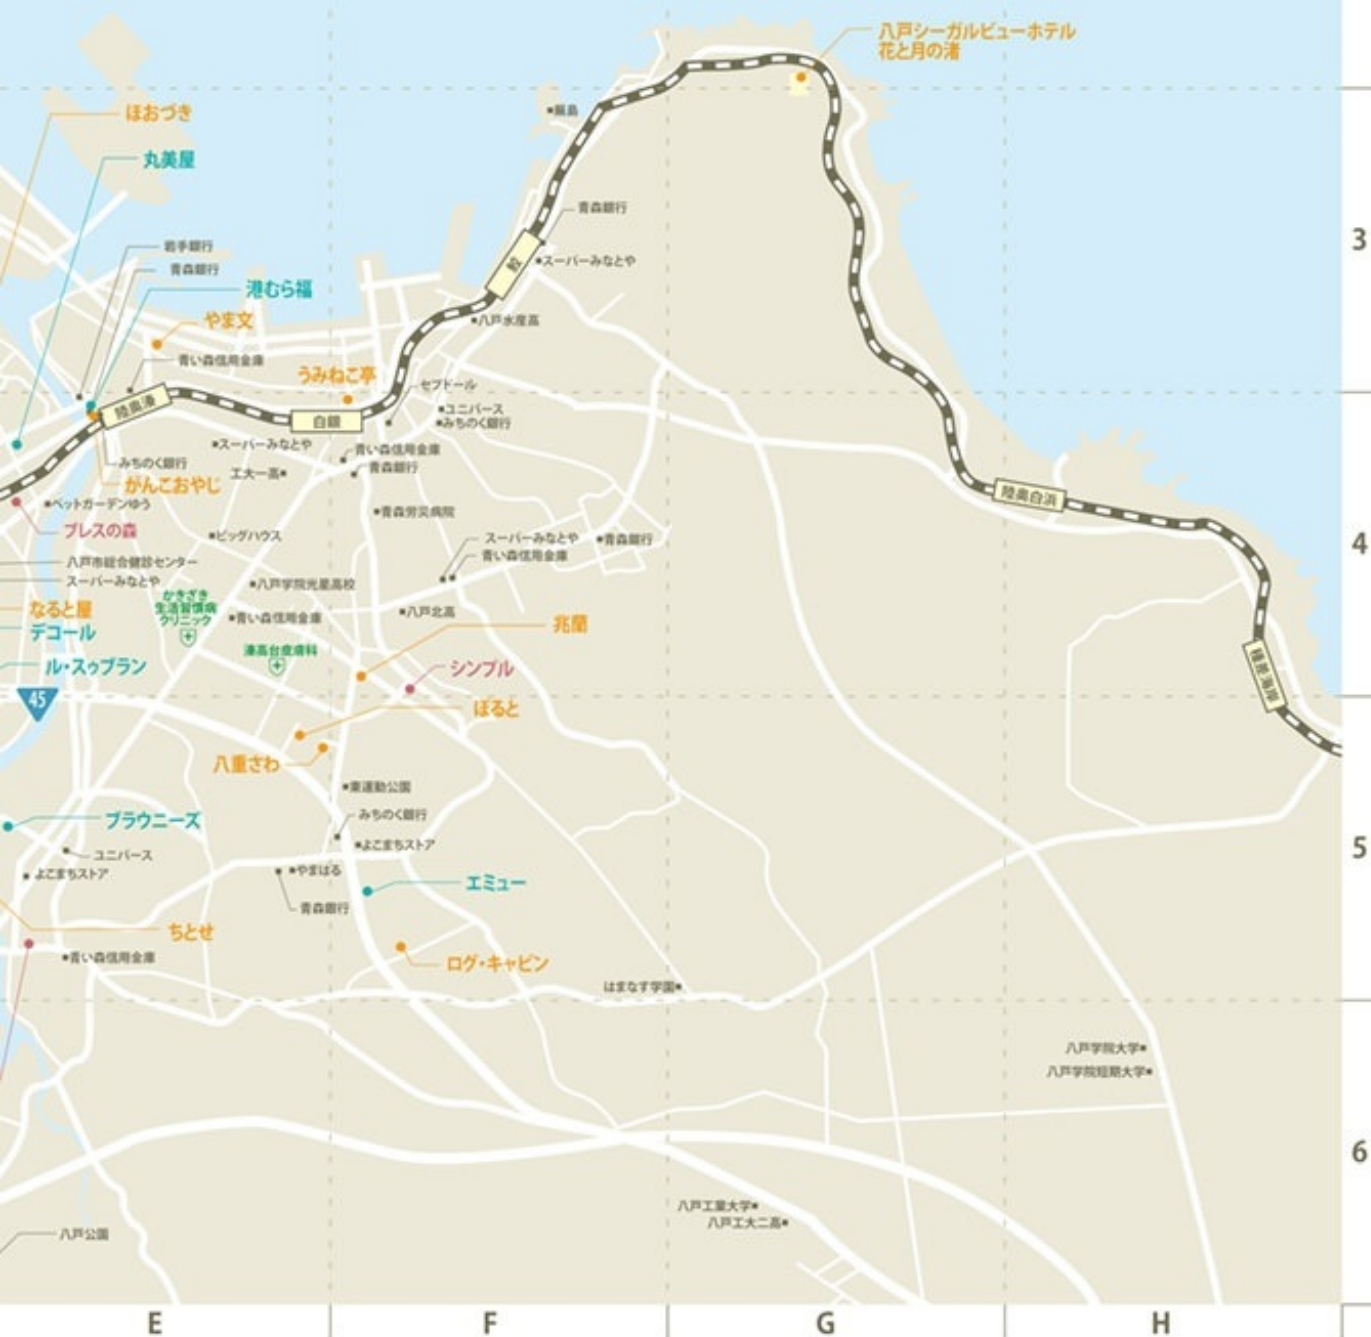 八戸シーガルビューホテル
花と月の渚
ほおづき
蕪島
丸美屋
青森銀行
3
岩手銀行
鮫
スーパーみなとや
青森銀行
港むら福
やま文
八戸水産高
青い森信用金庫
うみねこ亭
セブドール
陸奥湊
ユニバース
白銀
みちのく銀行
スーパーみなとや
青い森信用金庫
みちのく銀行
青森銀行
工大一高
がんこおやじ
陸奥白浜
ペットガーデンゆう
青森労災病院
ブレスの森
ビッグハウス
スーパーみなとや
青森銀行
4
青い森信用金庫
八戸市総合健診センター
スーパーみなとや
八戸学院光星高校
かきざき
生活習慣病
クリニック
なると屋
八戸北高
青い森信用金庫
兆蘭
デコール
湊高台皮膚科
ル・スゥブラン
シンプル
種差海岸
45
ぽると
八重さわ
東運動公園
みちのく銀行
ブラウニーズ
よこまちストア
5
ユニバース
よこまちストア
やまはる
エミュー
青森銀行
ちとせ
青い森信用金庫
ログ・キャビン
はまなす学園
八戸学院大学
八戸学院短期大学
6
八戸工業大学
八戸工大二高
八戸公園
E
F
G
H